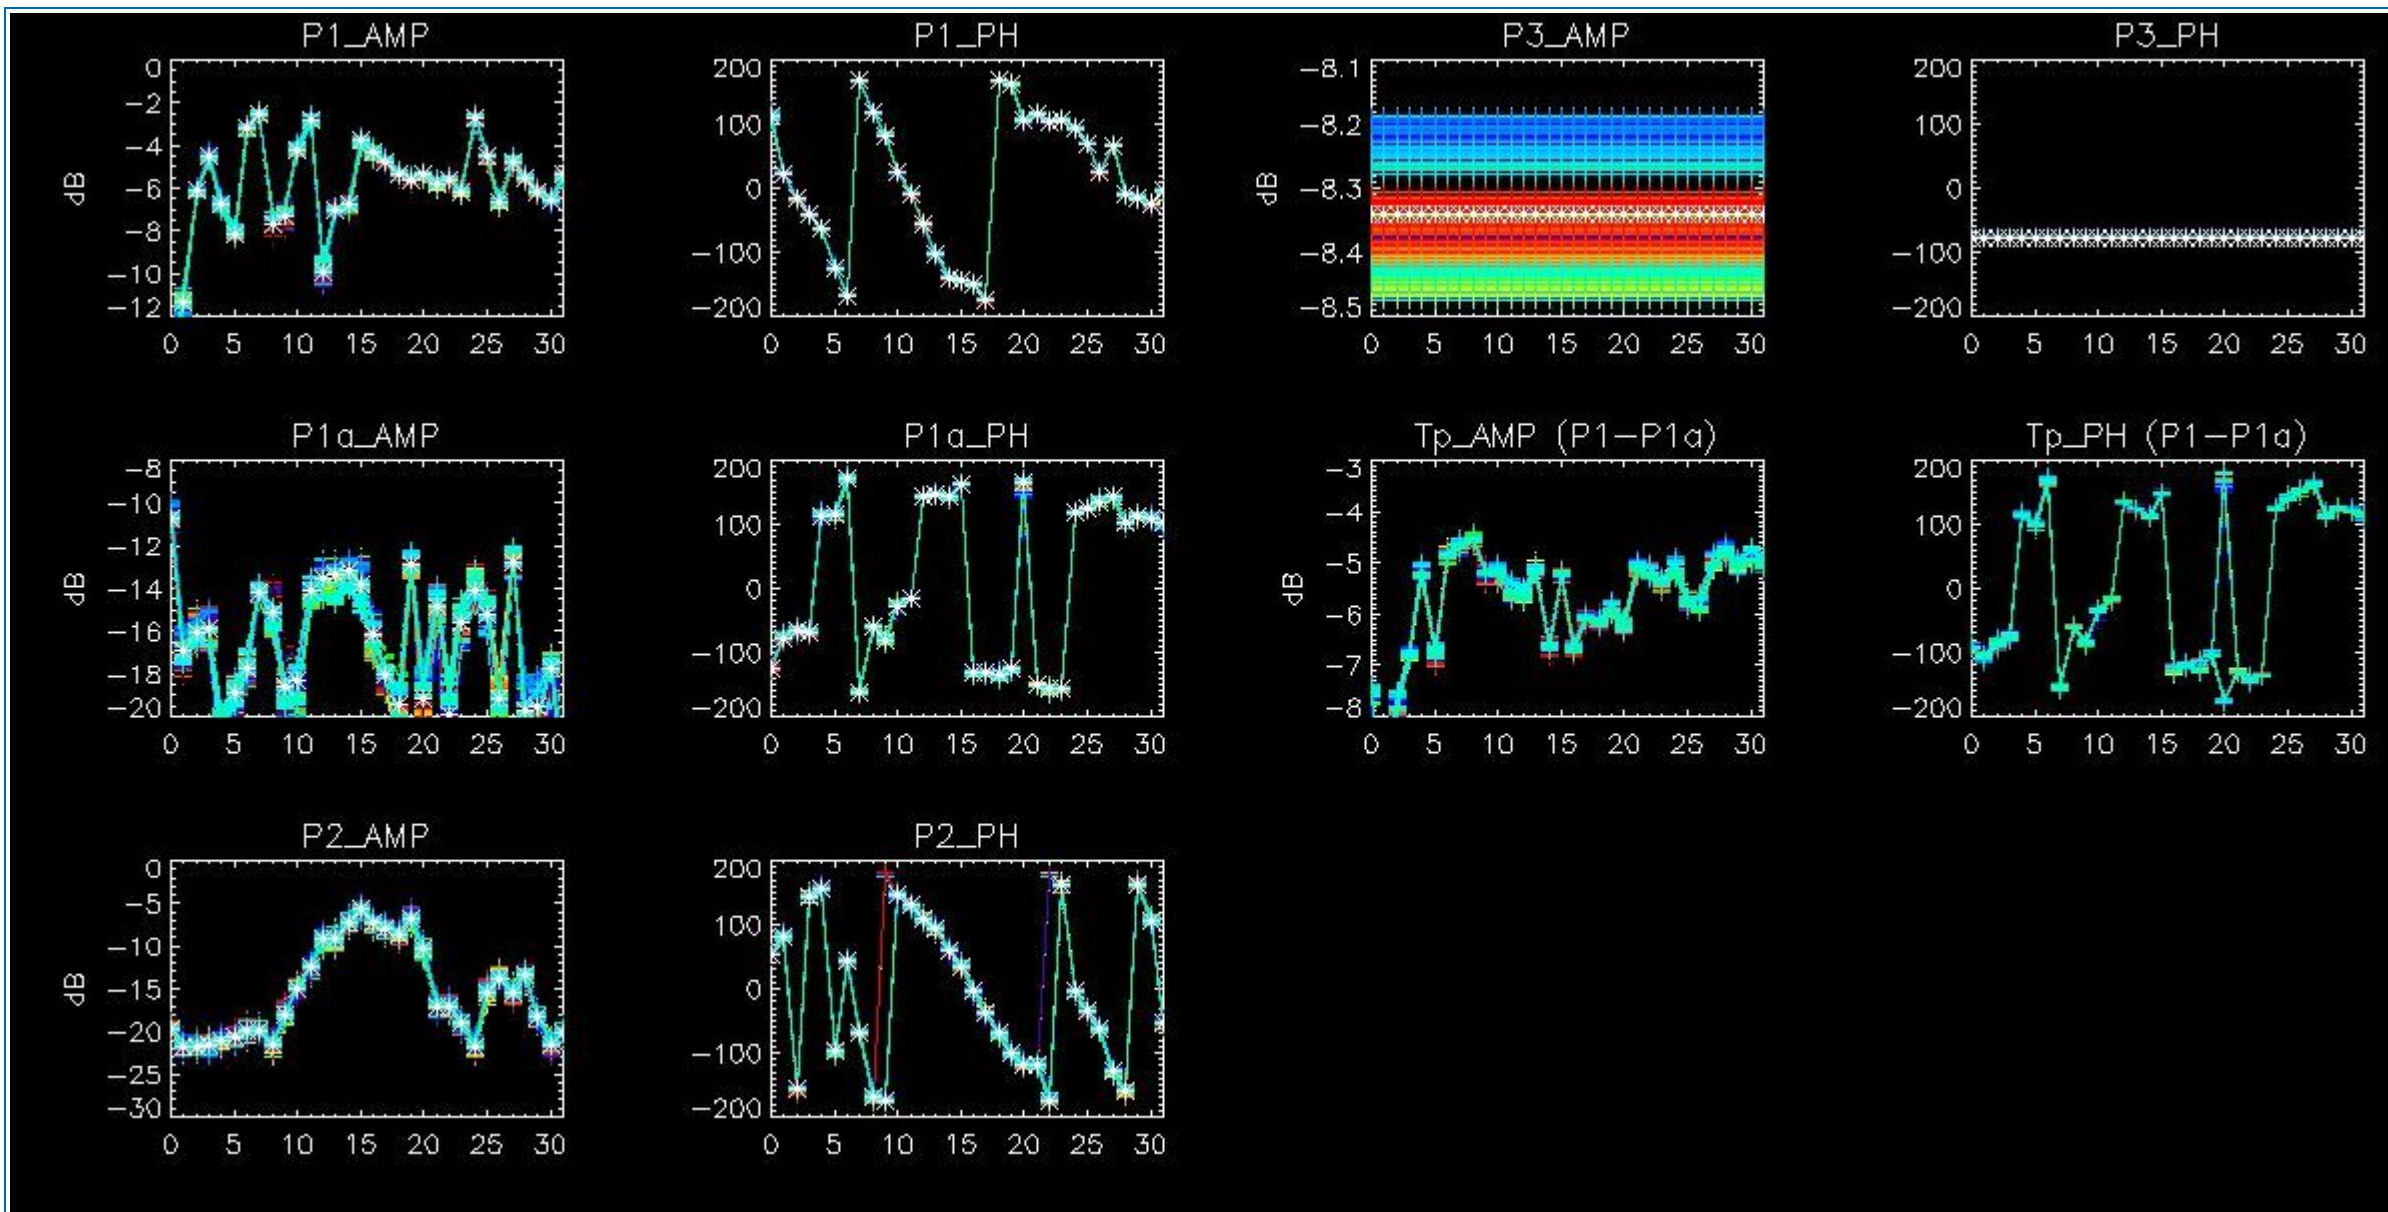 P1_AMP
0
−2
−4
−6
−8
−10
−12
dB
0 5 10 15 20 25 30
P1_PH
200
100
0
−100
−200
0 5 10 15 20 25 30
P3_AMP
−8.1
−8.2
−8.3
−8.4
−8.5
dB
0 5 10 15 20 25 30
P3_PH
200
100
0
−100
−200
0 5 10 15 20 25 30
P1a_AMP
−8
−10
−12
−14
−16
−18
−20
dB
0 5 10 15 20 25 30
P1a_PH
200
100
0
−100
−200
0 5 10 15 20 25 30
Tp_AMP (P1−P1a)
−3
−4
−5
−6
−7
−8
dB
0 5 10 15 20 25 30
Tp_PH (P1−P1a)
200
100
0
−100
−200
0 5 10 15 20 25 30
P2_AMP
0
−5
−10
−15
−20
−25
−30
dB
0 5 10 15 20 25 30
P2_PH
200
100
0
−100
−200
0 5 10 15 20 25 30